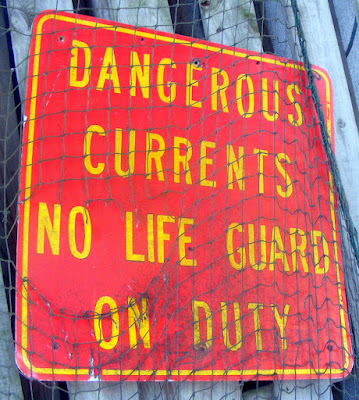 DANGEROUS
CURRENTS
NO LIFE GUARD
ON DUTY